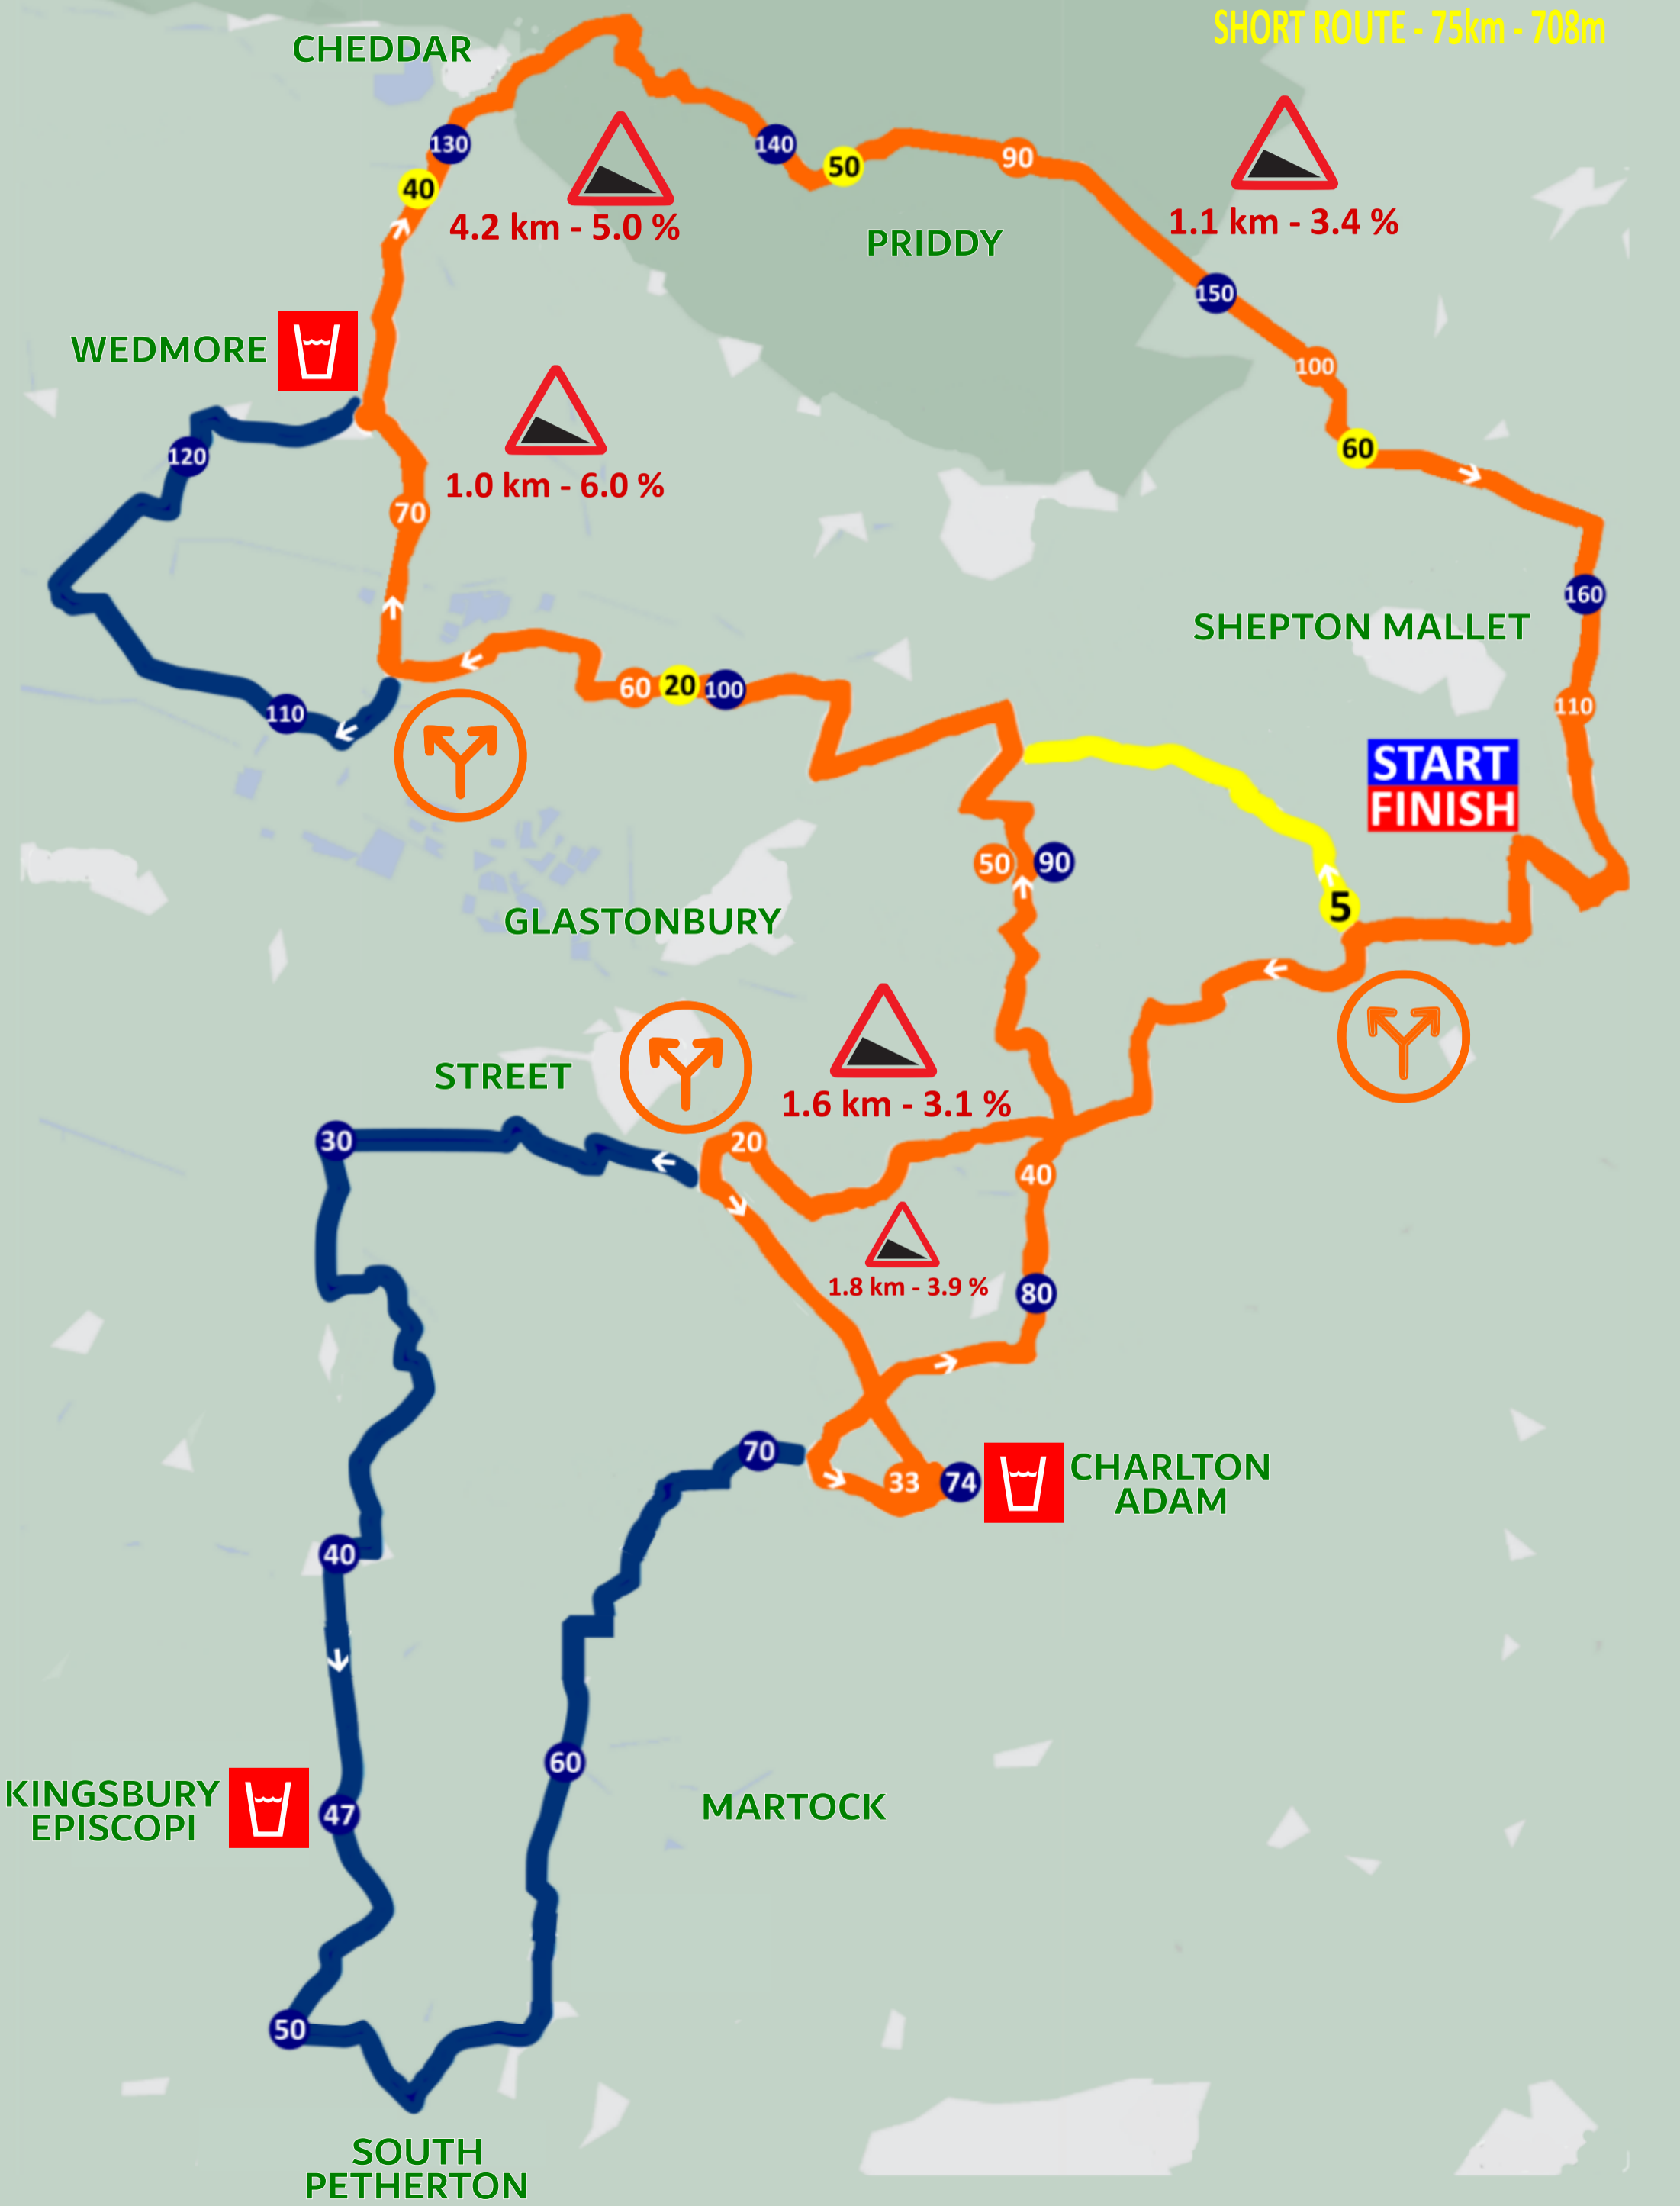 SHORT ROUTE - 75km - 708m
CHEDDAR
130
140
50
90
40
4.2 km - 5.0 %
1.1 km - 3.4 %
PRIDDY
150
WEDMORE
100
120
60
1.0 km - 6.0 %
70
160
SHEPTON MALLET
60
20
100
110
110
START
FINISH
50
90
GLASTONBURY
5
STREET
1.6 km - 3.1 %
30
20
40
1.8 km - 3.9 %
80
70
33
74
CHARLTON
ADAM
40
60
KINGSBURY
EPISCOPI
47
MARTOCK
50
SOUTH
PETHERTON